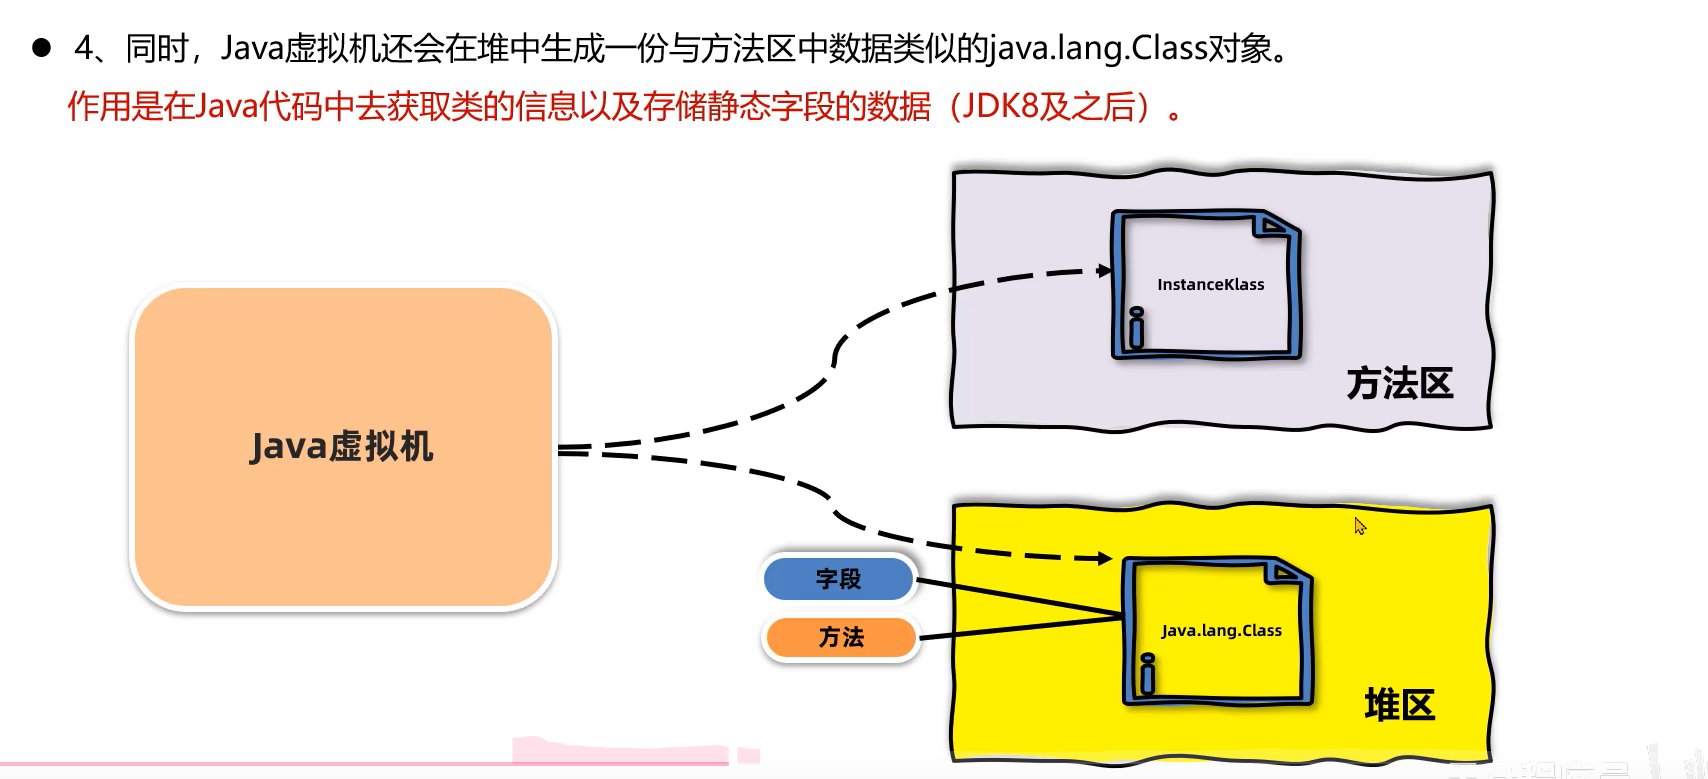 ● 4、同时，Java虚拟机还会在堆中生成一份与方法区中数据类似的java.lang.Class对象。
作用是在Java代码中去获取类的信息以及存储静态字段的数据（JDK8及之后）。
InstanceKlass
方法区
Java虚拟机
字段
方法
Java.lang.Class
堆区